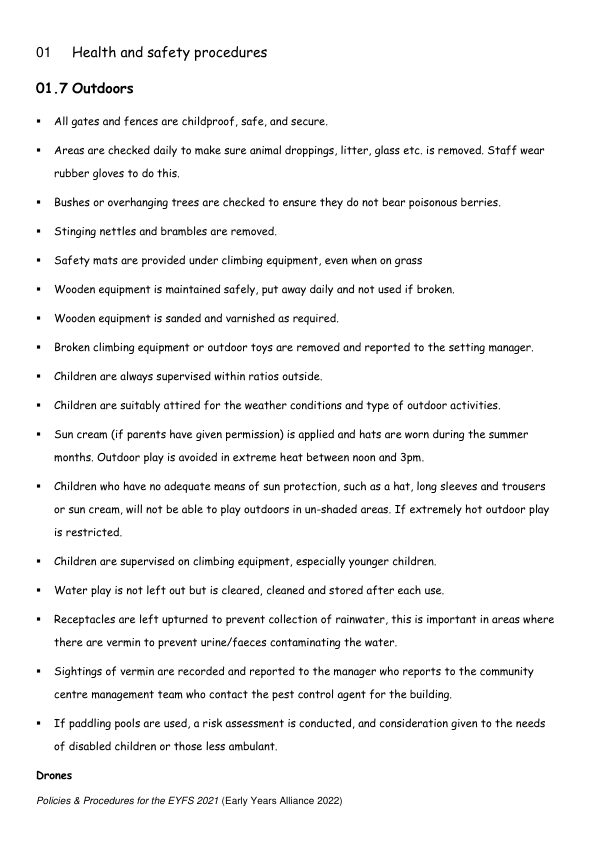 01 Health and safety procedures
01.7 Outdoors
▪ All gates and fences are childproof, safe, and secure.
▪ Areas are checked daily to make sure animal droppings, litter, glass etc. is removed. Staff wear
rubber gloves to do this.
▪ Bushes or overhanging trees are checked to ensure they do not bear poisonous berries.
▪ Stinging nettles and brambles are removed.
▪ Safety mats are provided under climbing equipment, even when on grass
▪ Wooden equipment is maintained safely, put away daily and not used if broken.
▪ Wooden equipment is sanded and varnished as required.
▪ Broken climbing equipment or outdoor toys are removed and reported to the setting manager.
▪ Children are always supervised within ratios outside.
▪ Children are suitably attired for the weather conditions and type of outdoor activities.
▪ Sun cream (if parents have given permission) is applied and hats are worn during the summer
months. Outdoor play is avoided in extreme heat between noon and 3pm.
▪ Children who have no adequate means of sun protection, such as a hat, long sleeves and trousers
or sun cream, will not be able to play outdoors in un-shaded areas. If extremely hot outdoor play
is restricted.
▪ Children are supervised on climbing equipment, especially younger children.
▪ Water play is not left out but is cleared, cleaned and stored after each use.
▪ Receptacles are left upturned to prevent collection of rainwater, this is important in areas where
there are vermin to prevent urine/faeces contaminating the water.
▪ Sightings of vermin are recorded and reported to the manager who reports to the community
centre management team who contact the pest control agent for the building.
▪ If paddling pools are used, a risk assessment is conducted, and consideration given to the needs
of disabled children or those less ambulant.
Drones
Policies & Procedures for the EYFS 2021 (Early Years Alliance 2022)